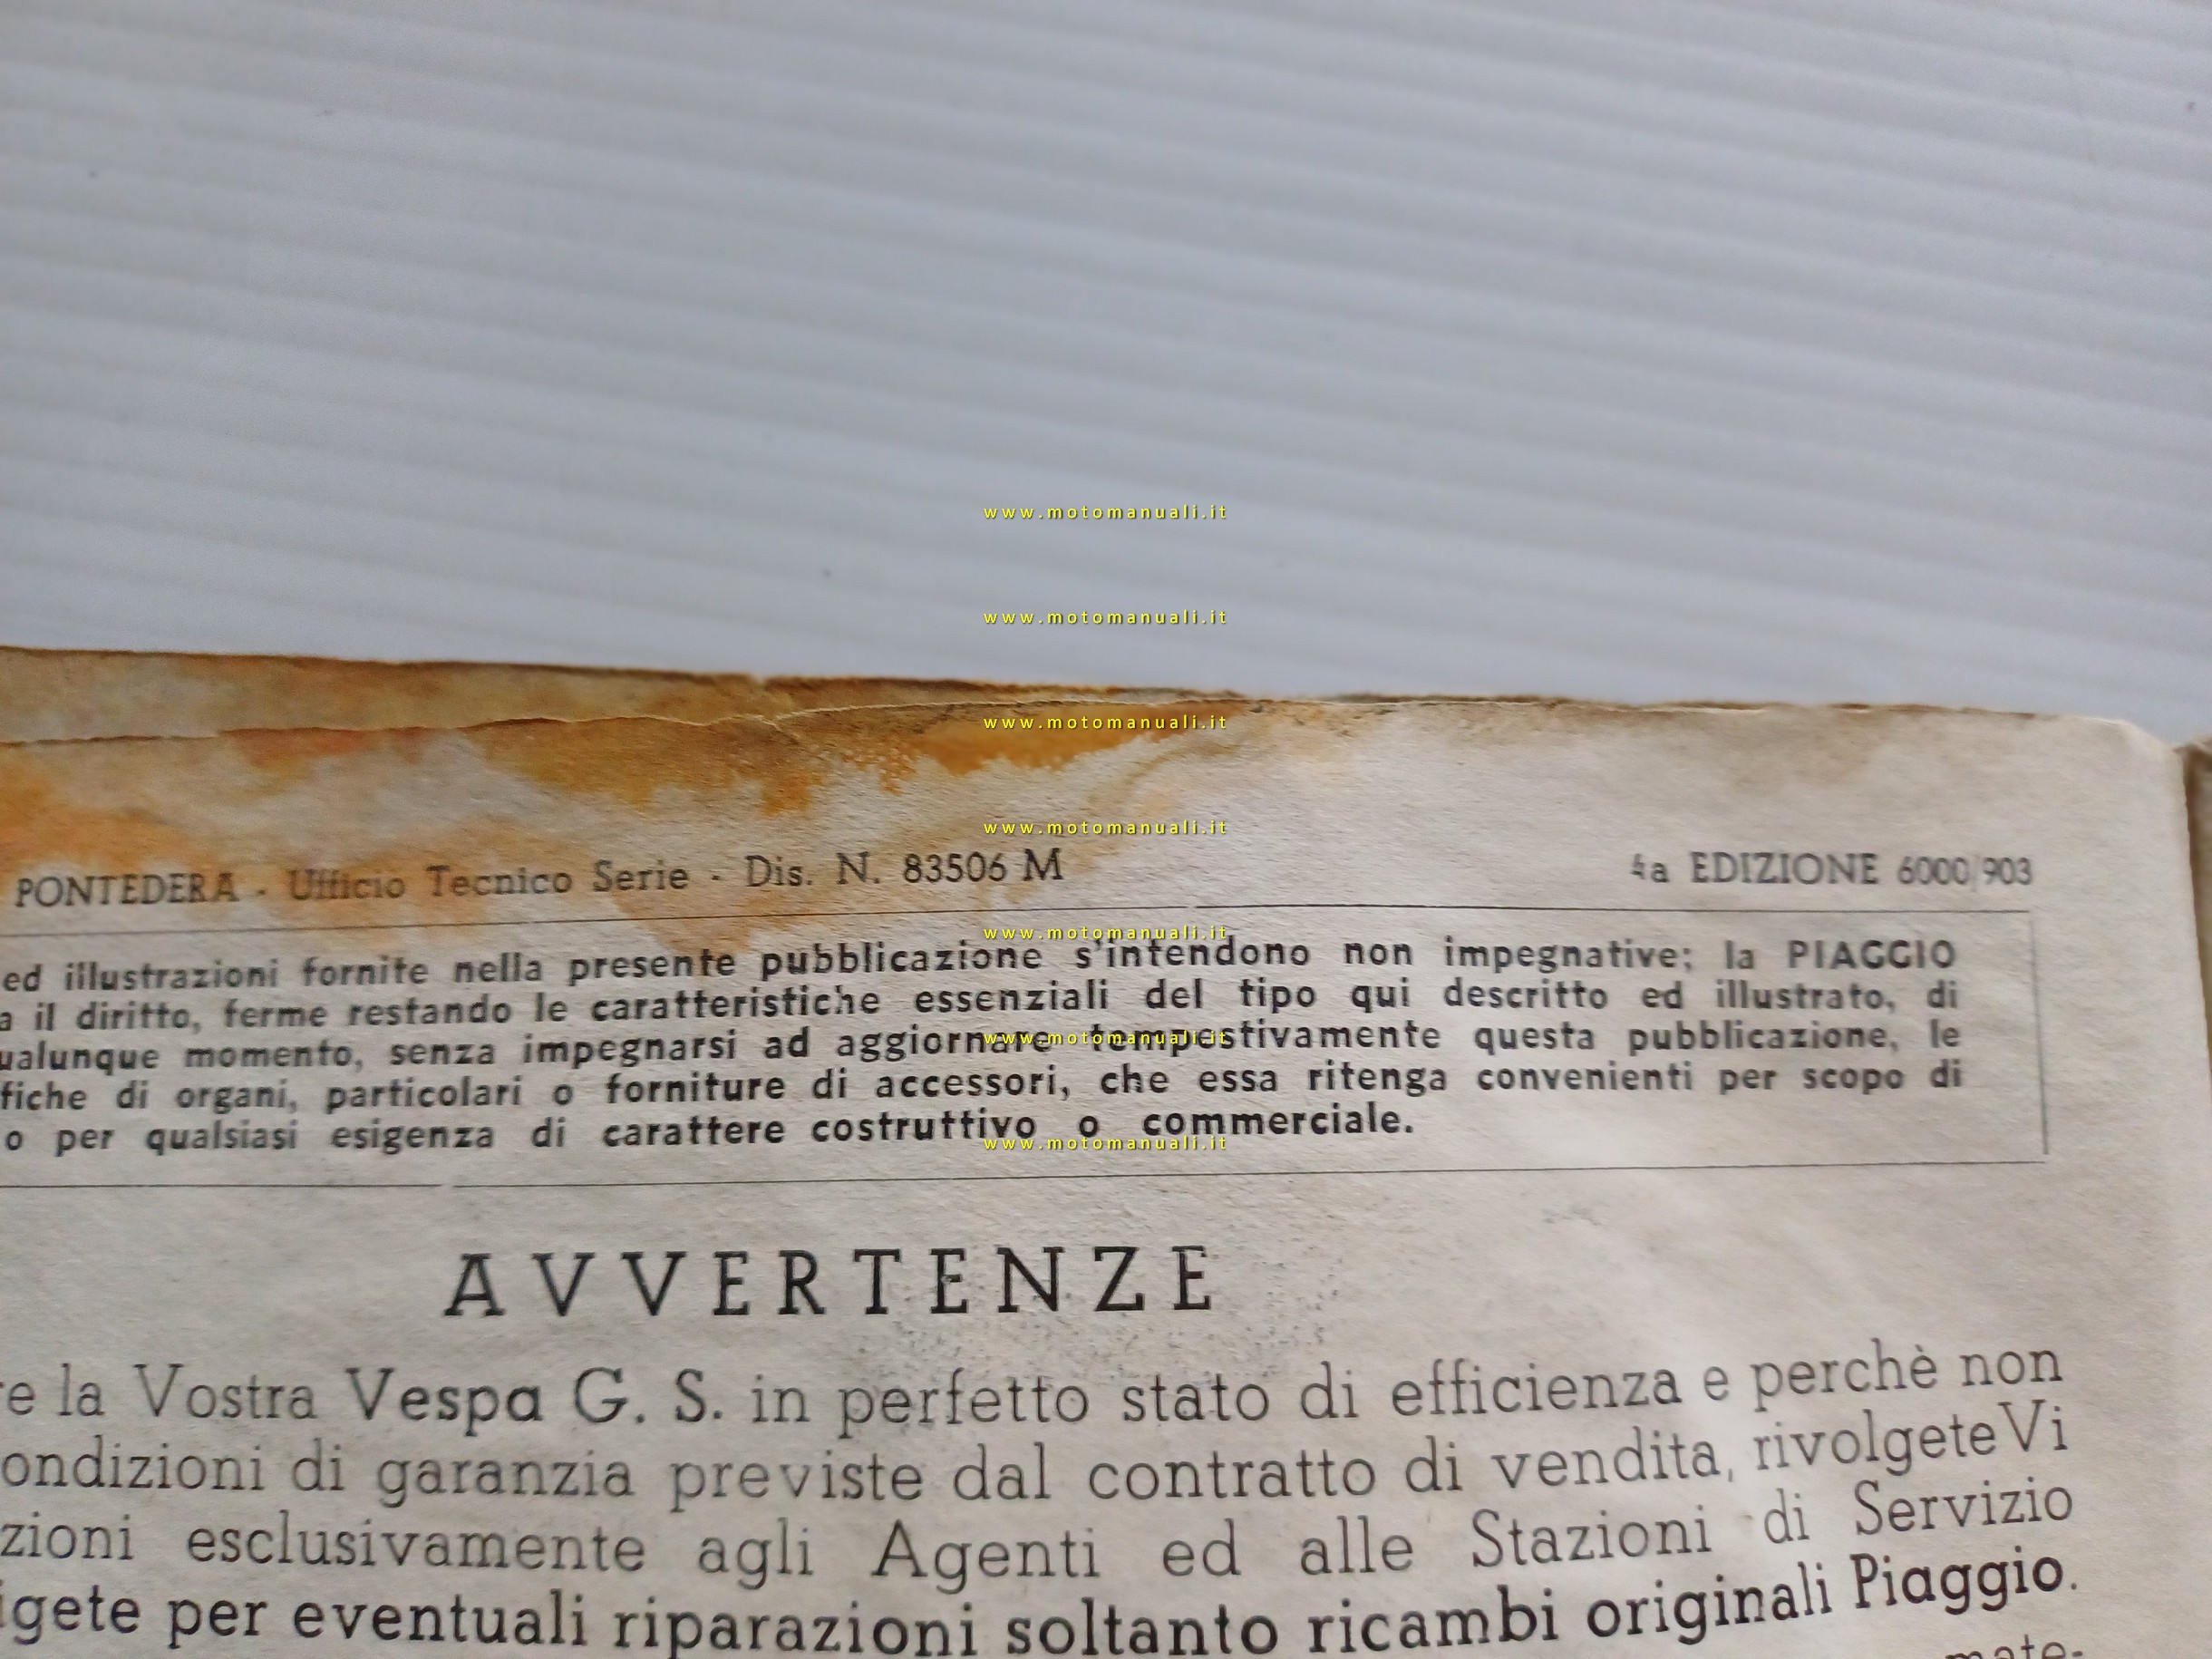 www.motomanuali.it
www.motomanuali.it
www.motomanuali.it
www.motomanuali.it
PONTEDERA - Ufficio Tecnico Serie - Dis. N. 83506 M 4a EDIZIONE 6000/903
www.motomanuali.it
ed illustrazioni fornite nella presente pubblicazione s'intendono non impegnative; la PIAGGIO
a il diritto, ferme restando le caratteristiche essenziali del tipo qui descritto ed illustrato, di
ualunque momento, senza impegnarsi ad aggiornare tempestivamente questa pubblicazione, le
www.motomanuali.it
fiche di organi, particolari o forniture di accessori, che essa ritenga convenienti per scopo di
o per qualsiasi esigenza di carattere costruttivo o commerciale.
www.motomanuali.it
AVVERTENZE
e la Vostra Vespa G. S. in perfetto stato di efficienza e perchè non
ondizioni di garanzia previste dal contratto di vendita, rivolgeteVi
zioni esclusivamente agli Agenti ed alle Stazioni di Servizio
igete per eventuali riparazioni soltanto ricambi originali Piaggio.
mate-